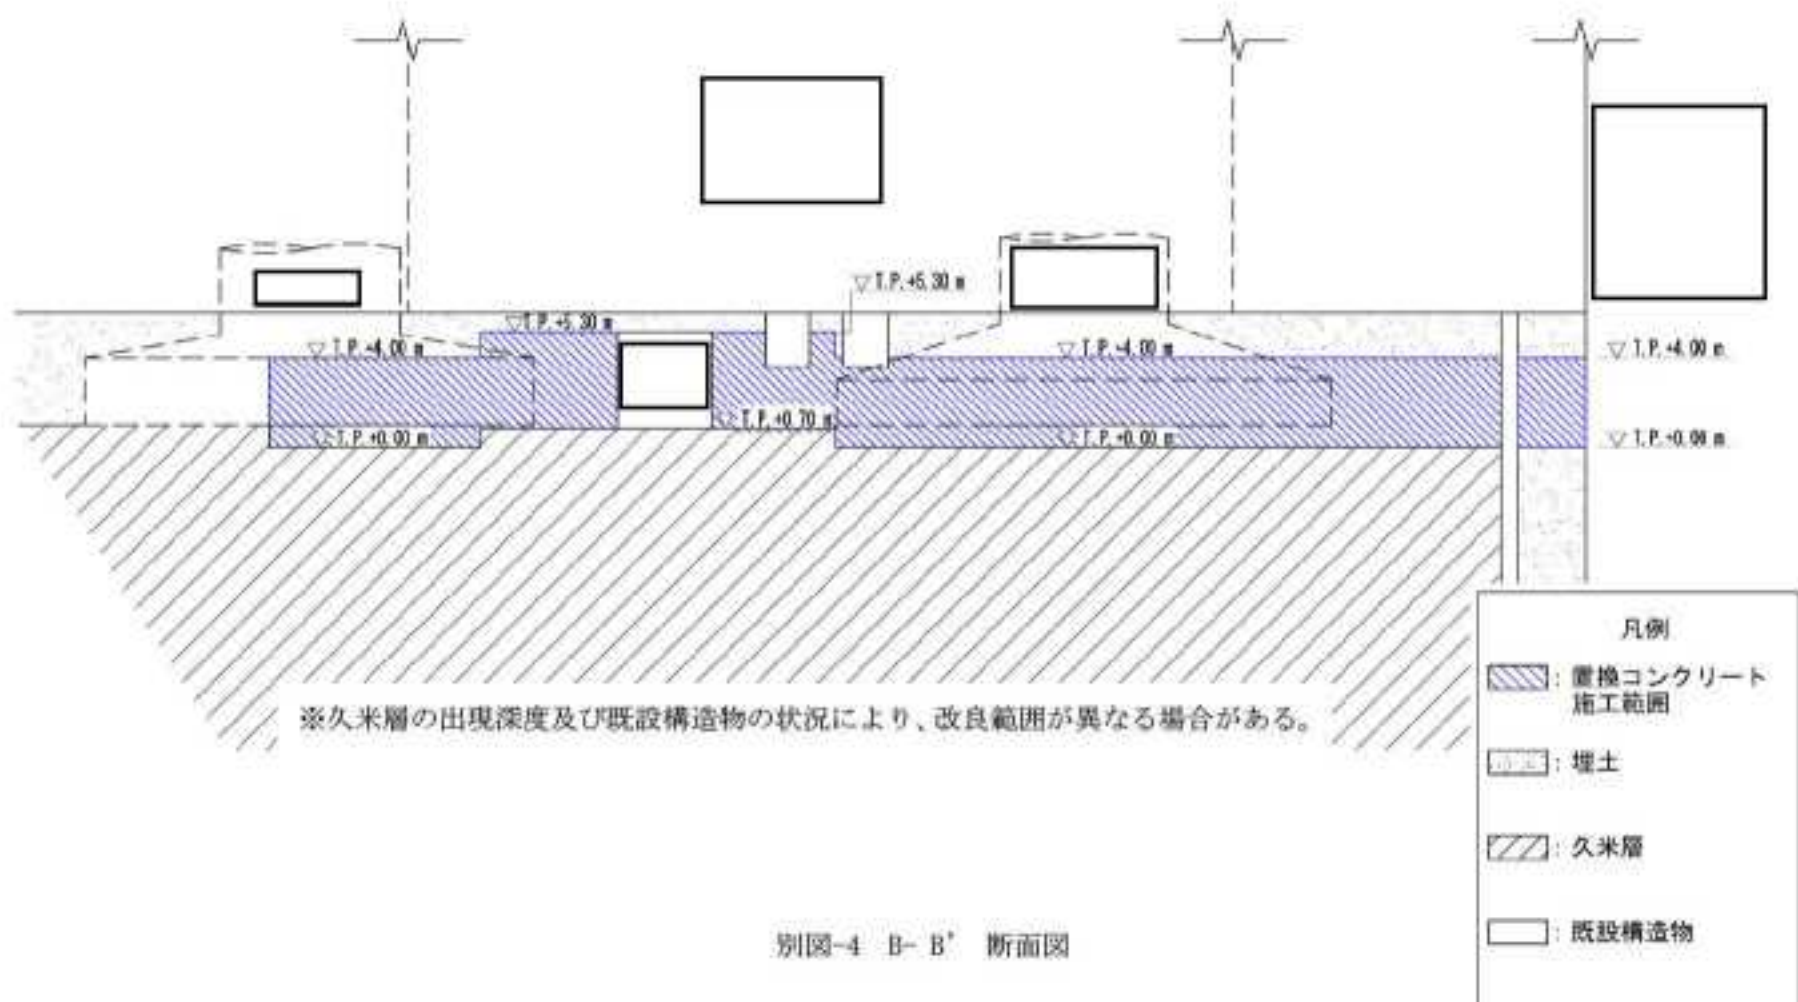 ▽T.P.+5.30 m
▽T.P.+5.30 m
▽ T.P.+4.00 m
▽T.P.+4.00 m
▽ T.P.+4.00 m
▽T.P.+0.70 m
▽T.P.+0.00 m
▽T.P.+0.00 m
▽ T.P.+0.00 m
※久米層の出現深度及び既設構造物の状況により、改良範囲が異なる場合がある。
凡例
: 置換コンクリート
施工範囲
: 埋土
: 久米層
: 既設構造物
別図-4 B- B' 断面図